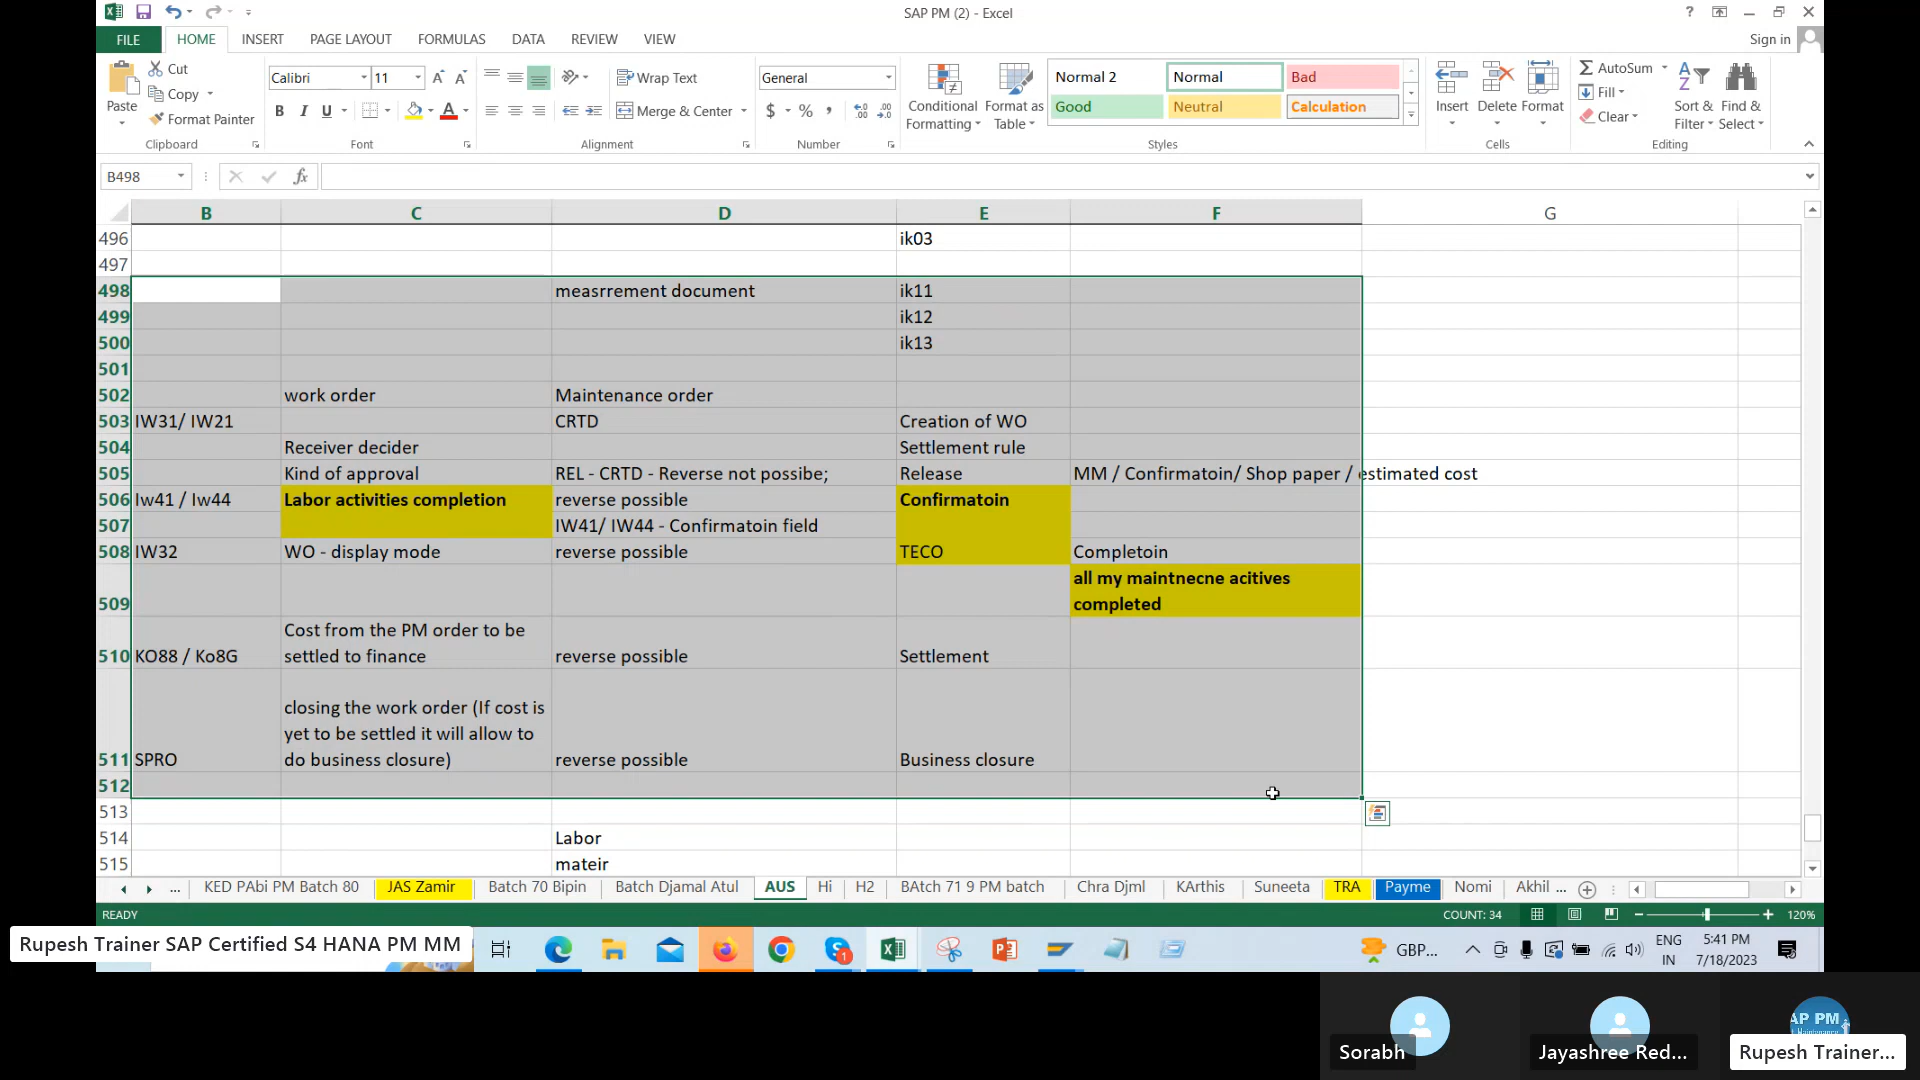 SAP PM (2) - Excel
?
FILE
HOME
INSERT
PAGE LAYOUT
FORMULAS
DATA
REVIEW
VIEW
Sign in
Paste
Cut
Copy
Format Painter
Clipboard
Calibri
11
B I U
Font
Wrap Text
Merge & Center
Alignment
General
$ % ,
Number
Conditional
Formatting
Format as
Table
Normal 2
Normal
Bad
Good
Neutral
Calculation
Styles
Insert
Delete
Format
Cells
AutoSum
Fill
Clear
Sort &
Filter
Find &
Select
Editing
B498
fx
B C D E F G
496 ik03
497
498 measrrement document ik11
499 ik12
500 ik13
501
502 work order Maintenance order
503 IW31/ IW21 CRTD Creation of WO
504 Receiver decider Settlement rule
505 Kind of approval REL - CRTD - Reverse not possibe; Release MM / Confirmatoin/ Shop paper / estimated cost
506 Iw41 / Iw44 Labor activities completion reverse possible Confirmatoin
507 IW41/ IW44 - Confirmatoin field
508 IW32 WO - display mode reverse possible TECO Completoin
all my maintnecne acitives
509 completed
Cost from the PM order to be
510 KO88 / Ko8G settled to finance reverse possible Settlement
closing the work order (If cost is
yet to be settled it will allow to
511 SPRO do business closure) reverse possible Business closure
512
513
514 Labor
515 mateir
... KED PAbi PM Batch 80 JAS Zamir Batch 70 Bipin Batch Djamal Atul AUS Hi H2 BAtch 71 9 PM batch Chra Djml KArthis Suneeta TRA Payme Nomi Akhil ...
READY
COUNT: 34
120%
Rupesh Trainer SAP Certified S4 HANA PM MM
1
GBP...
ENG
IN
5:41 PM
7/18/2023
AP PM
Sorabh
Jayashree Red...
Rupesh Trainer...